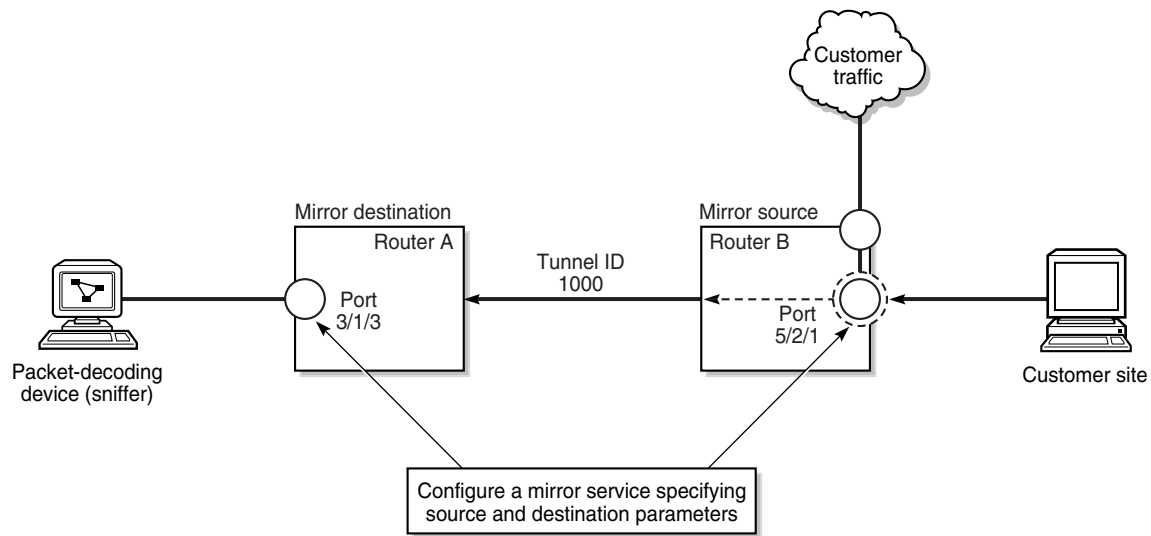 Customer
traffic
Mirror destination
Router A
Mirror source
Router B
Tunnel ID
1000
Port
3/1/3
Port
5/2/1
Packet-decoding
device (sniffer)
Customer site
Configure a mirror service specifying
source and destination parameters